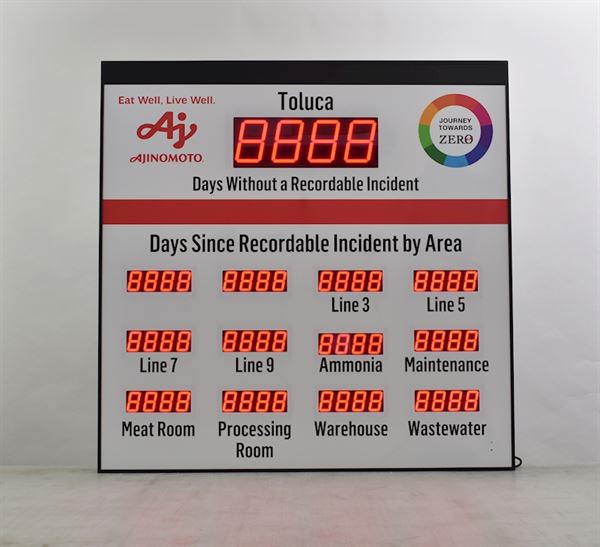 Eat Well, Live Well.
AJINOMOTO
Toluca
8888
Days Without a Recordable Incident
JOURNEY
TOWARDS
ZERO
Days Since Recordable Incident by Area
8888 8888 8888 8888
Line 3 Line 5
8888 8888 8888 8888
Line 7 Line 9 Ammonia Maintenance
8888 8888 8888 8888
Meat Room Processing Warehouse Wastewater
Room